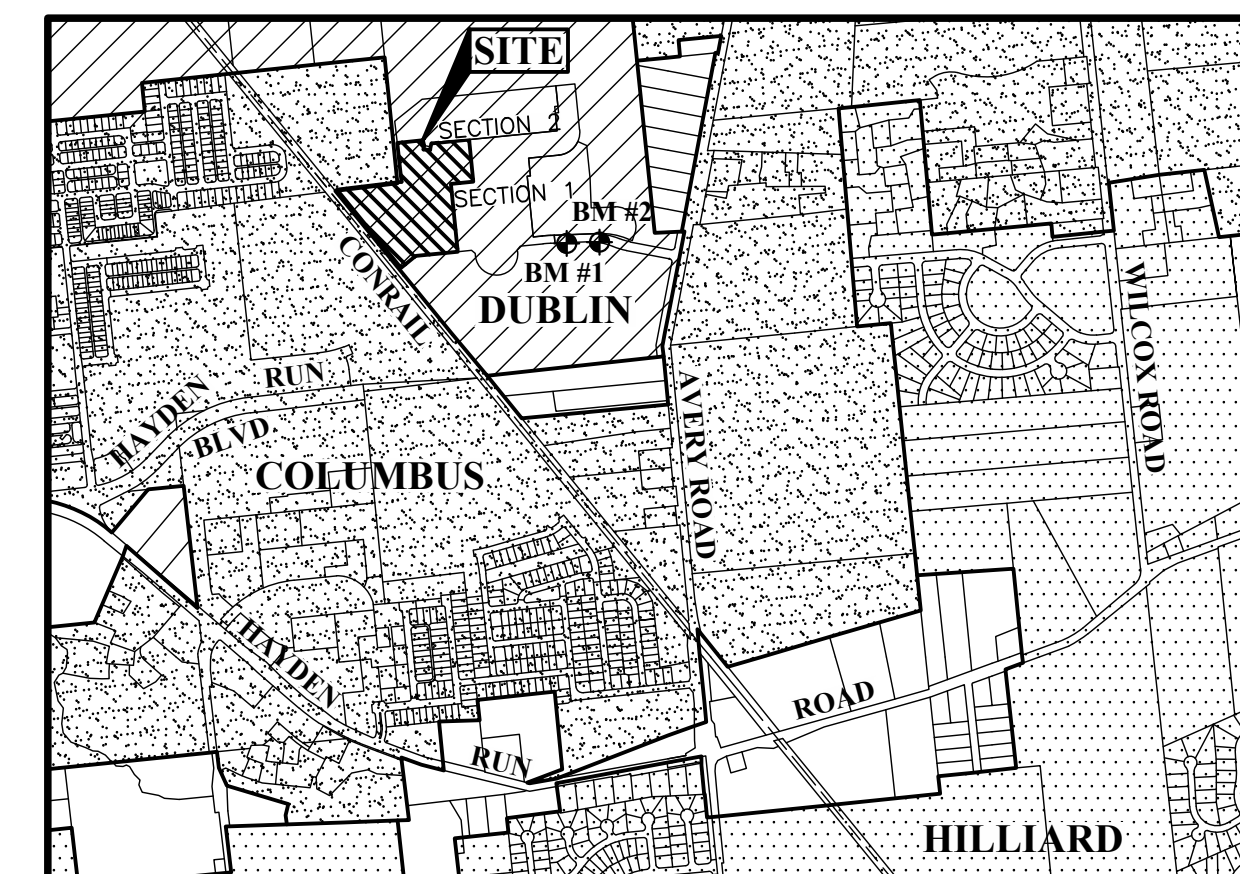 SITE
SECTION 2
SECTION 1
BM #2
BM #1
DUBLIN
CONRAIL
WILCOX ROAD
HAYDEN RUN
BLVD
AVERY ROAD
COLUMBUS
HAYDEN
RUN
ROAD
HILLIARD